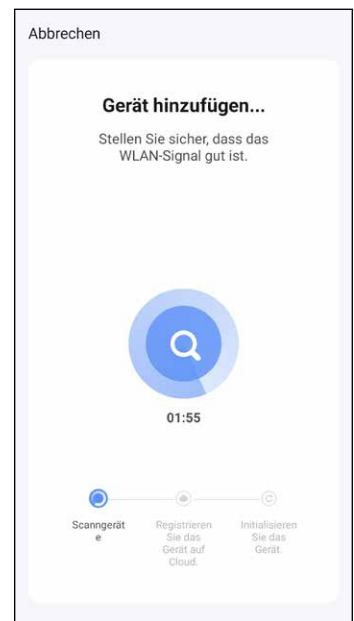 Abbrechen
Gerät hinzufügen...
Stellen Sie sicher, dass das
WLAN-Signal gut ist.
01:55
Scanngerät
e
Registrieren
Sie das
Gerät auf
Cloud.
Initialisieren
Sie das
Gerät.